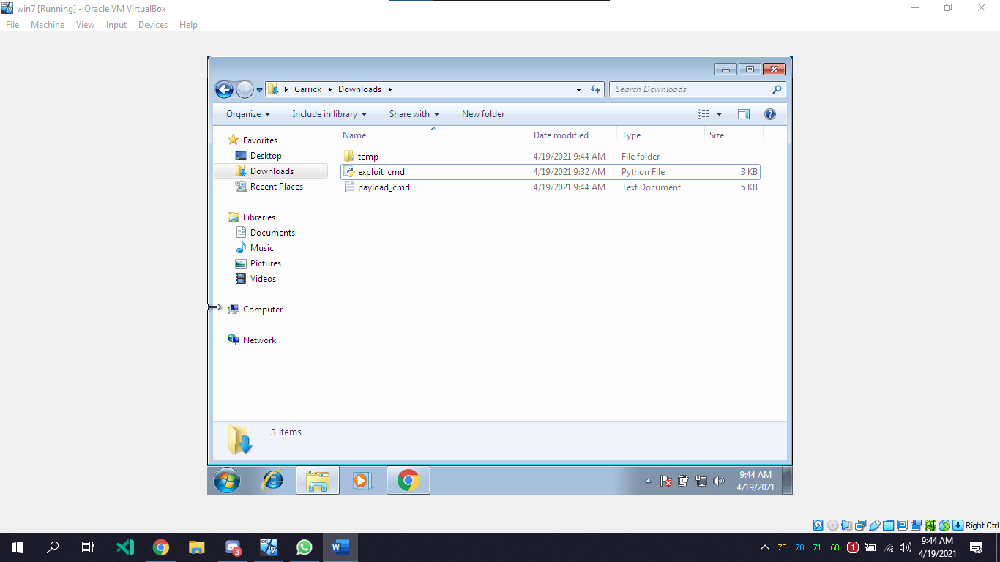 win7 [Running] - Oracle VM VirtualBox
File Machine View Input Devices Help
Garrick Downloads
Search Downloads
Organize Include in library Share with New folder
Name Date modified Type Size
Favorites
Desktop
Downloads
Recent Places
Libraries
Documents
Music
Pictures
Videos
Computer
Network
temp 4/19/2021 9:44 AM File folder
exploit_cmd 4/19/2021 9:32 AM Python File 3 KB
payload_cmd 4/19/2021 9:44 AM Text Document 5 KB
3 items
9:44 AM
4/19/2021
Right Ctrl
64
7
3
W
70 70 71 68 1
9:44 AM
4/19/2021